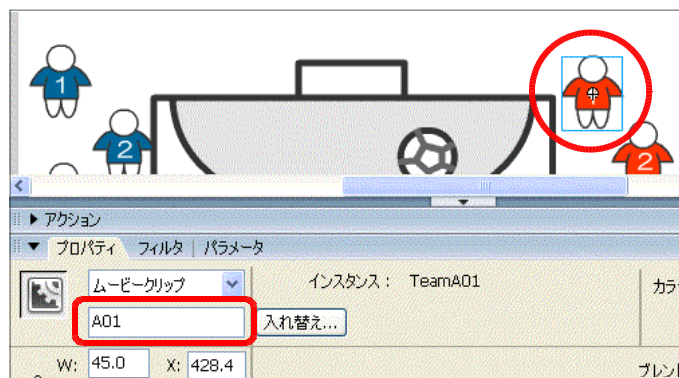 1
2
2
アクション
プロパティ フィルタ | パラメータ
ムービークリップ インスタンス： TeamA01 カラ
A01 入れ替え...
W: 45.0 X: 428.4 ブレンド